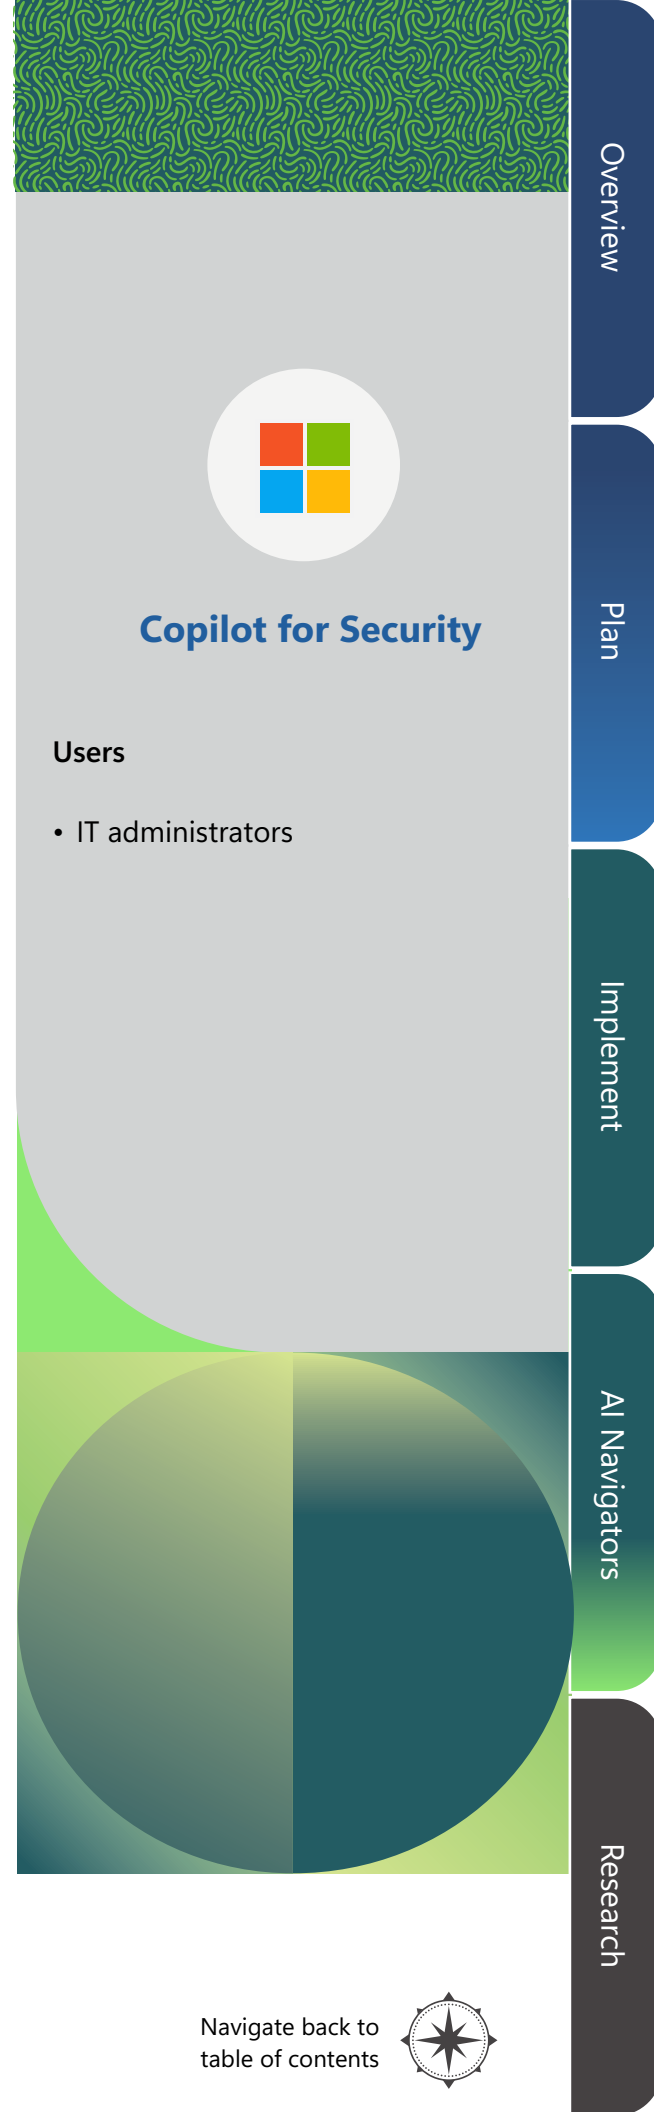 Copilot for Security
Users
• IT administrators
Navigate back to
table of contents
Overview
Plan
Implement
AI Navigators
Research